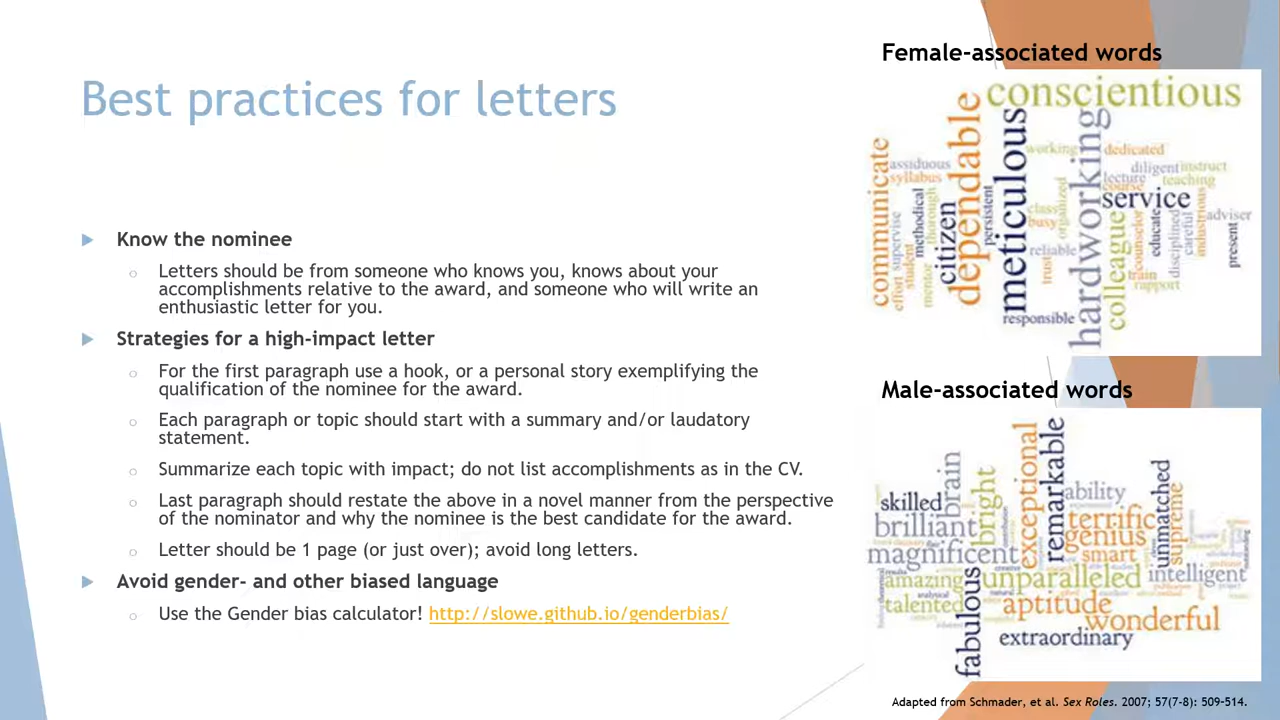 Best practices for letters
Know the nominee
Letters should be from someone who knows you, knows about your
accomplishments relative to the award, and someone who will write an
enthusiastic letter for you.
Strategies for a high-impact letter
For the first paragraph use a hook, or a personal story exemplifying the
qualification of the nominee for the award.
Each paragraph or topic should start with a summary and/or laudatory
statement.
Summarize each topic with impact; do not list accomplishments as in the CV.
Last paragraph should restate the above in a novel manner from the perspective
of the nominator and why the nominee is the best candidate for the award.
Letter should be 1 page (or just over); avoid long letters.
Avoid gender- and other biased language
Use the Gender bias calculator! http://slowe.github.io/genderbias/
Female-associated words
conscientious
communicate
assiduous
syllabus
effort
supervise
student
methodical
mentor
thorough
citizen
dependable
persistent
meticulous
responsible
working
class
busy
organized
reliable
trust
hardworking
dedicated
diligent
instruct
lecture
teaching
course
service
colleague
counselor
train
rapport
educate
disciplined
careful
industrious
adviser
present
Male-associated words
skilled
brain
brilliant
bright
exceptional
remarkable
ability
terrific
genius
smart
unmatched
supreme
magnificent
amazing
analytical
natural
unparalleled
intelligent
talented
fabulous
aptitude
wonderful
extraordinary
Adapted from Schmader, et al. Sex Roles. 2007; 57(7-8): 509-514.